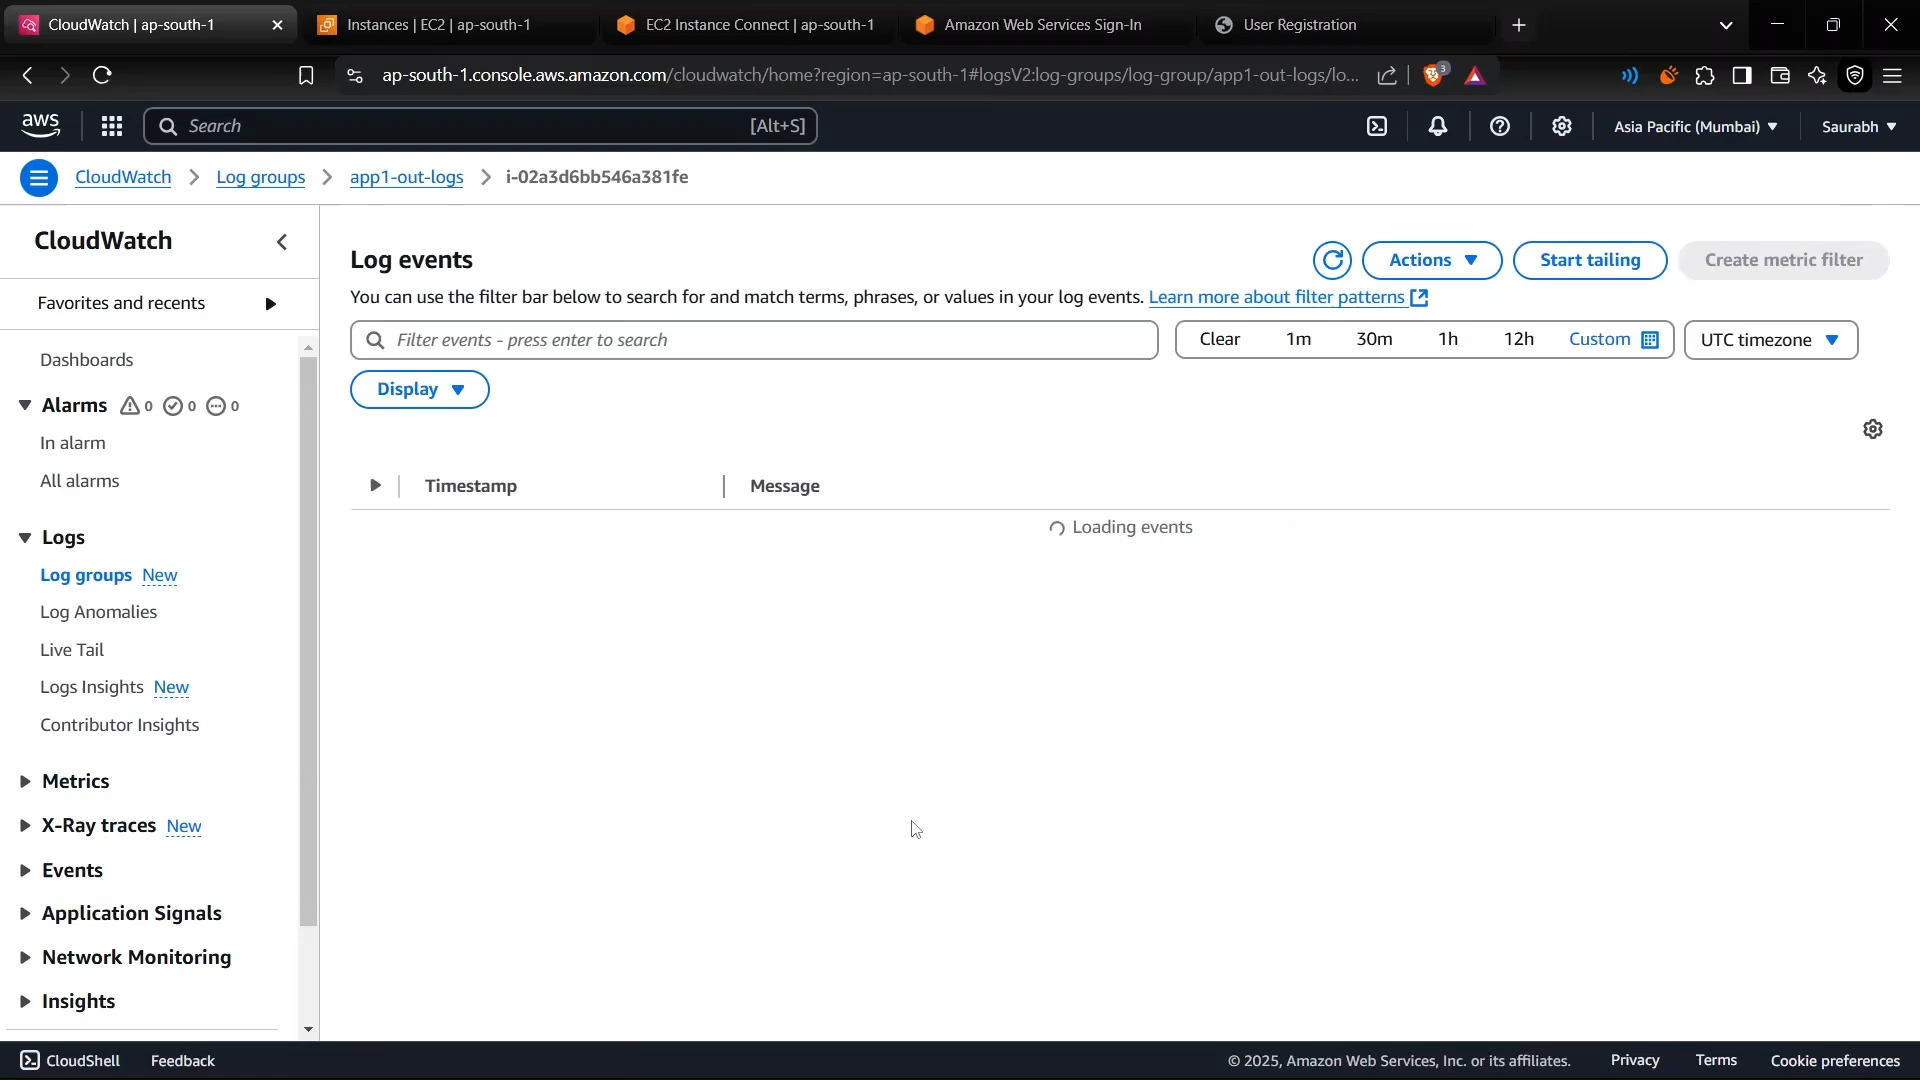 CloudWatch | ap-south-1
Instances | EC2 | ap-south-1
EC2 Instance Connect | ap-south-1
Amazon Web Services Sign-In
User Registration
ap-south-1.console.aws.amazon.com/cloudwatch/home?region=ap-south-1#logsV2:log-groups/log-group/app1-out-logs/lo...
3
aws
Search
[Alt+S]
Asia Pacific (Mumbai)
Saurabh
CloudWatch
Log groups
app1-out-logs
i-02a3d6bb546a381fe
CloudWatch
Favorites and recents
Dashboards
Alarms 0 0 0
In alarm
All alarms
Logs
Log groups New
Log Anomalies
Live Tail
Logs Insights New
Contributor Insights
Metrics
X-Ray traces New
Events
Application Signals
Network Monitoring
Insights
Log events
Actions
Start tailing
Create metric filter
You can use the filter bar below to search for and match terms, phrases, or values in your log events. Learn more about filter patterns
Filter events - press enter to search
Clear 1m 30m 1h 12h Custom
UTC timezone
Display
Timestamp
Message
Loading events
CloudShell
Feedback
© 2025, Amazon Web Services, Inc. or its affiliates.
Privacy
Terms
Cookie preferences